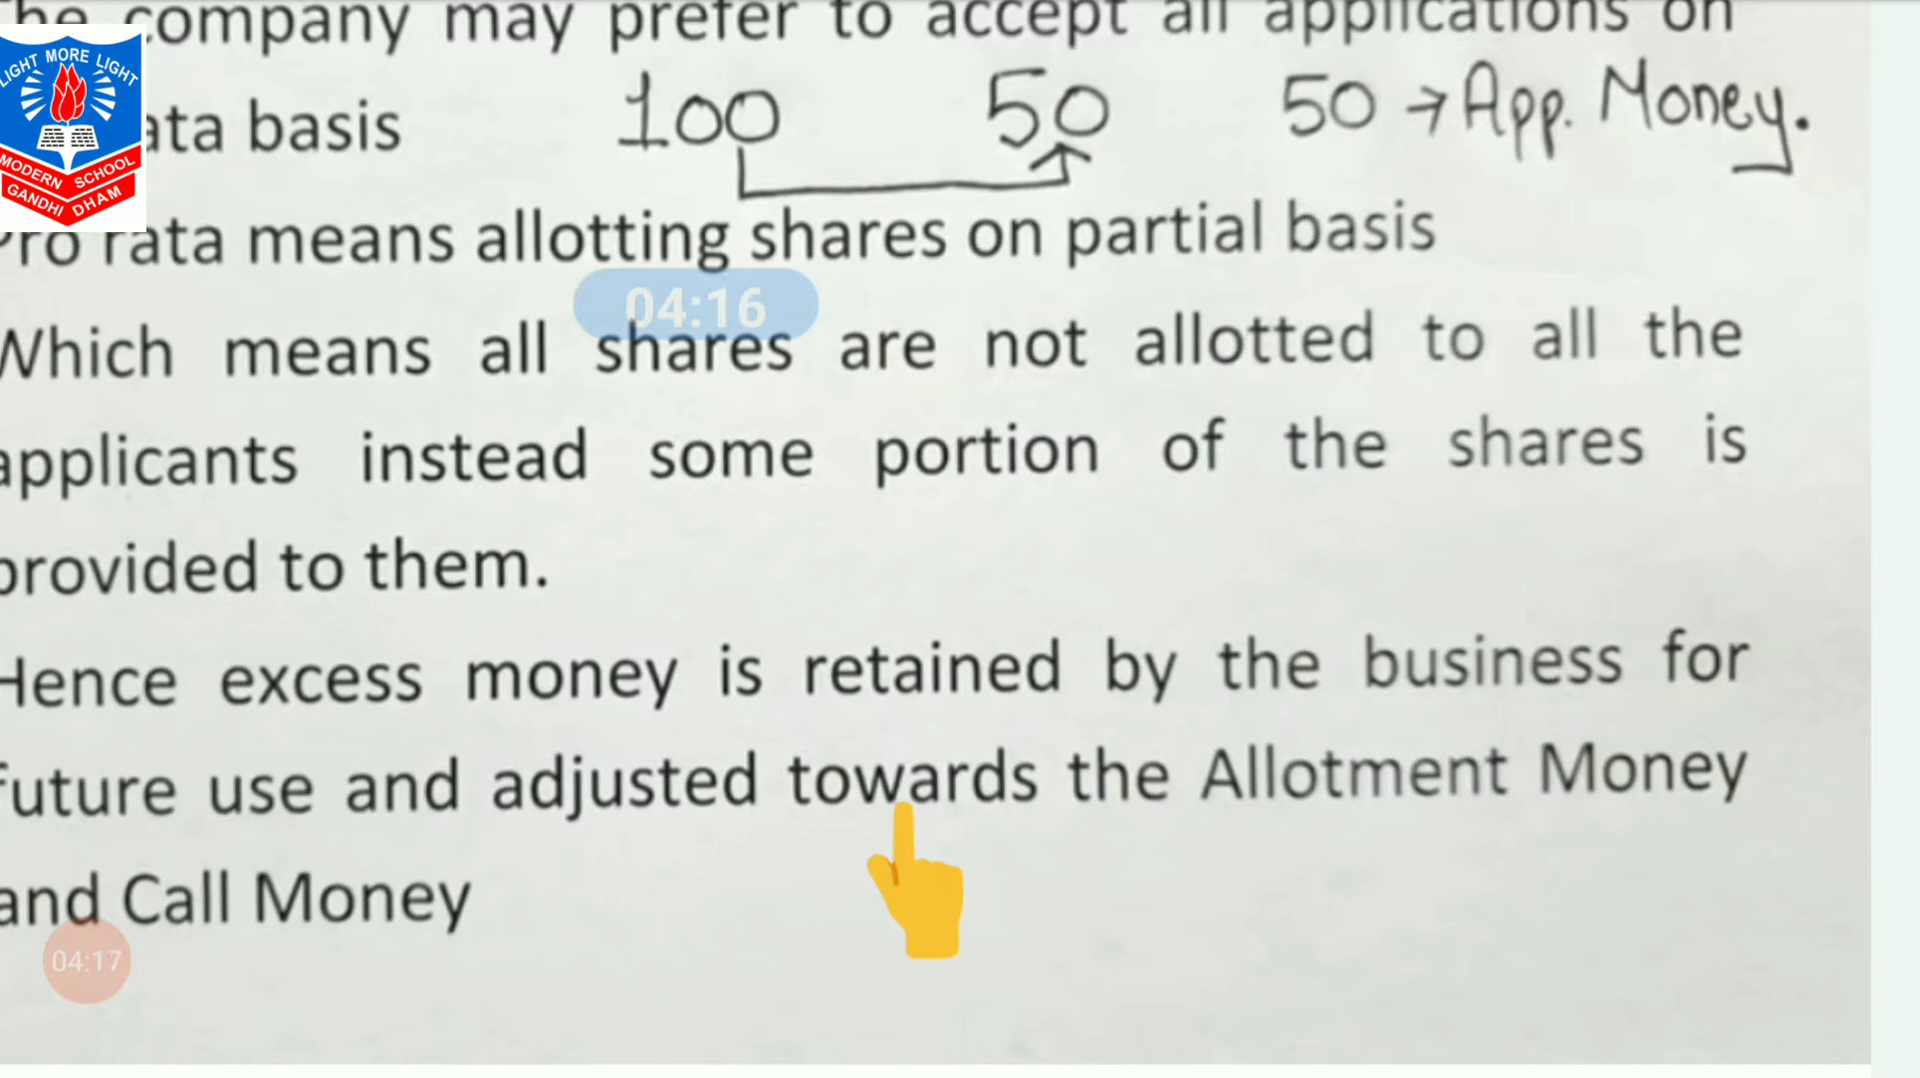 The company may prefer to accept all applications on
LIGHT MORE LIGHT
MODERN SCHOOL
GANDHI DHAM
ata basis 100 50 50 → App. Money.
Pro rata means allotting shares on partial basis
04:16
Which means all shares are not allotted to all the
applicants instead some portion of the shares is
provided to them.
Hence excess money is retained by the business for
future use and adjusted towards the Allotment Money
and Call Money
04:17